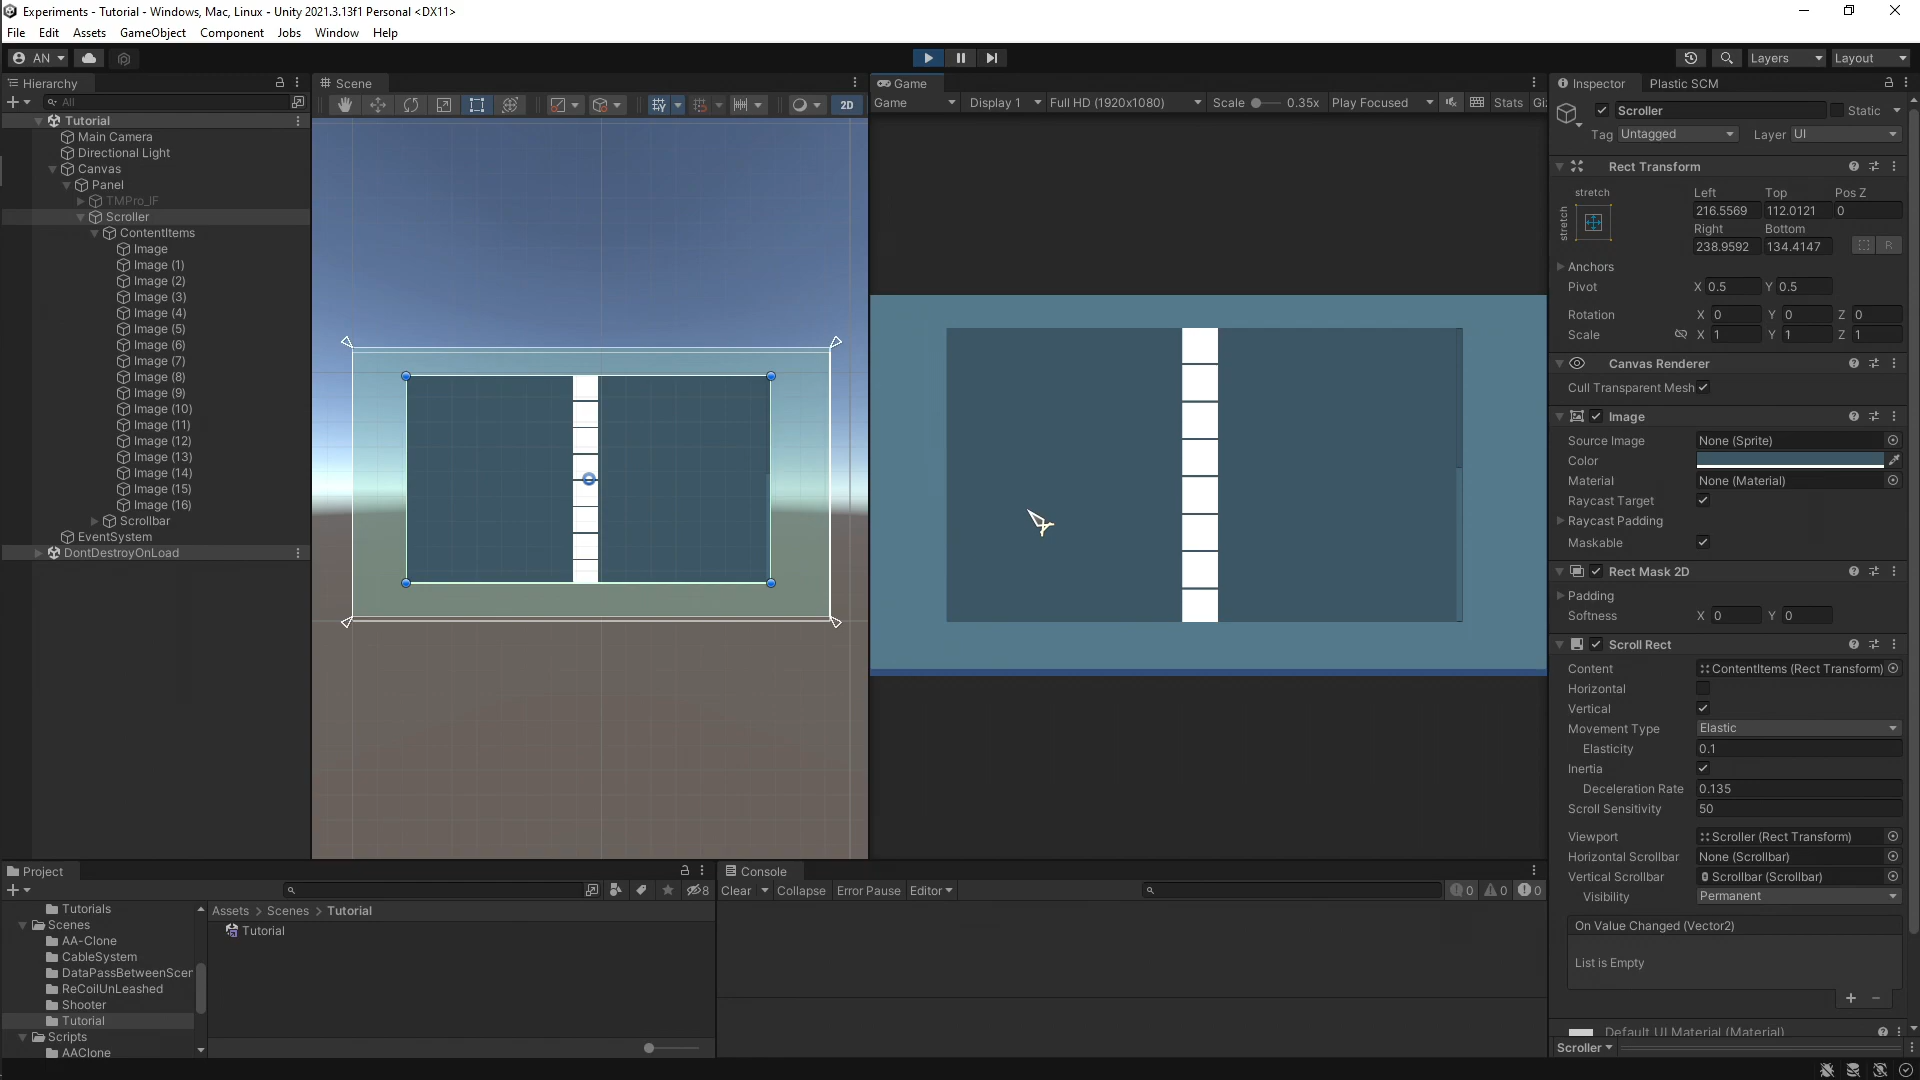 Experiments - Tutorial - Windows, Mac, Linux - Unity 2021.3.13f1 Personal <DX11>
File Edit Assets GameObject Component Jobs Window Help
AN
Layers
Layout
Hierarchy
All
Tutorial
Main Camera
Directional Light
Canvas
Panel
TMPro_IF
Scroller
ContentItems
Image
Image (1)
Image (2)
Image (3)
Image (4)
Image (5)
Image (6)
Image (7)
Image (8)
Image (9)
Image (10)
Image (11)
Image (12)
Image (13)
Image (14)
Image (15)
Image (16)
Scrollbar
EventSystem
DontDestroyOnLoad
Scene
2D
Game
Game Display 1 Full HD (1920x1080) Scale 0.35x Play Focused Stats Giz
Inspector Plastic SCM
Scroller Static
Tag Untagged Layer UI
Rect Transform
stretch
stretch
Left Top Pos Z
216.5569 112.0121 0
Right Bottom
238.9592 134.4147 R
Anchors
Pivot X 0.5 Y 0.5
Rotation X 0 Y 0 Z 0
Scale X 1 Y 1 Z 1
Canvas Renderer
Cull Transparent Mesh
Image
Source Image None (Sprite)
Color
Material None (Material)
Raycast Target
Raycast Padding
Maskable
Rect Mask 2D
Padding
Softness X 0 Y 0
Scroll Rect
Content ContentItems (Rect Transform)
Horizontal
Vertical
Movement Type Elastic
Elasticity 0.1
Inertia
Deceleration Rate 0.135
Scroll Sensitivity 50
Viewport Scroller (Rect Transform)
Horizontal Scrollbar None (Scrollbar)
Vertical Scrollbar Scrollbar (Scrollbar)
Visibility Permanent
On Value Changed (Vector2)
List is Empty
Default UI Material (Material)
Scroller
Project
8
Tutorials
Scenes
AA-Clone
CableSystem
DataPassBetweenScen
ReCoilUnLeashed
Shooter
Tutorial
Scripts
AAClone
Assets > Scenes > Tutorial
Tutorial
Console
Clear Collapse Error Pause Editor 0 0 0